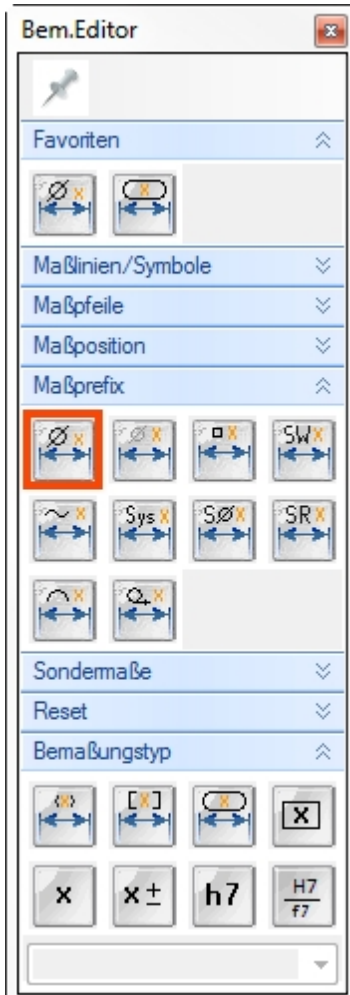 Bem.Editor
Favoriten
Ø x x
Maßlinien/Symbole
Maßpfeile
Maßposition
Maßprefix
Ø x Ø x □ x SW x
~ x Sys x SØ x SR x
⌒ x x
Sondermaße
Reset
Bemaßungstyp
(x) [x] x x
x x± h7 H7
f7